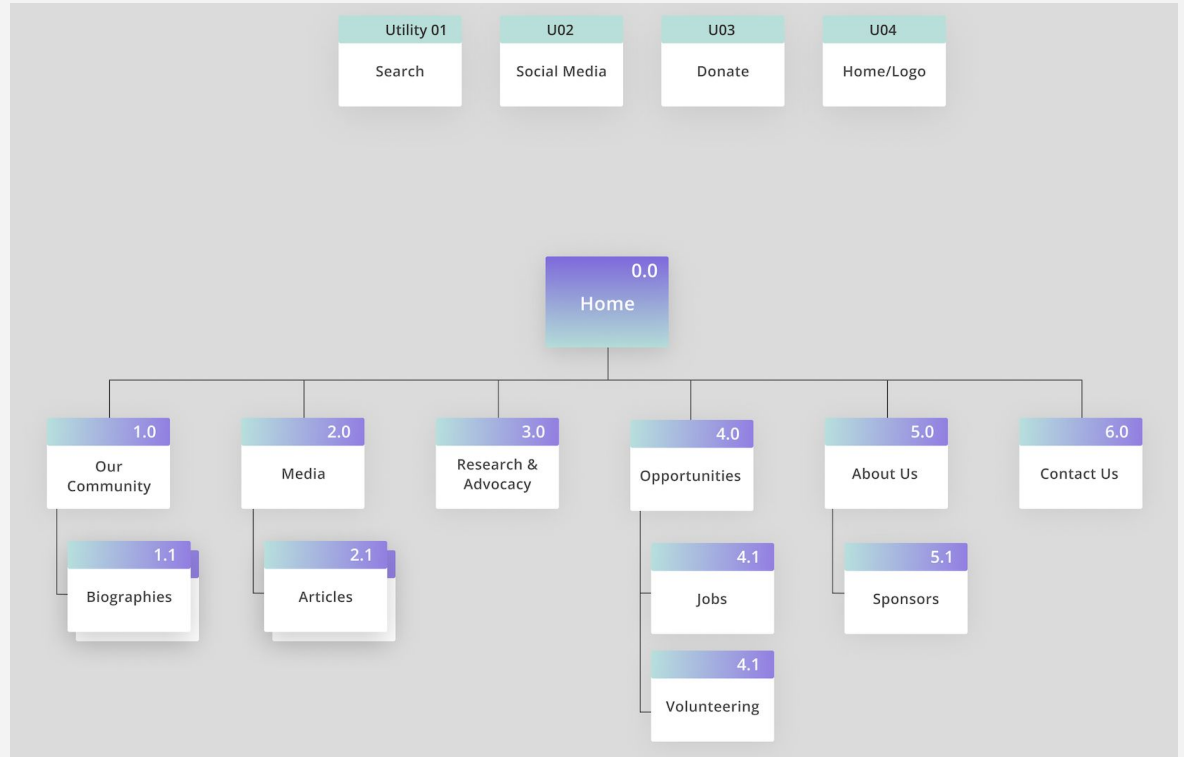 Utility 01
Search
U02
Social Media
U03
Donate
U04
Home/Logo
0.0
Home
1.0
Our
Community
1.1
Biographies
2.0
Media
2.1
Articles
3.0
Research &
Advocacy
4.0
Opportunities
4.1
Jobs
4.1
Volunteering
5.0
About Us
5.1
Sponsors
6.0
Contact Us